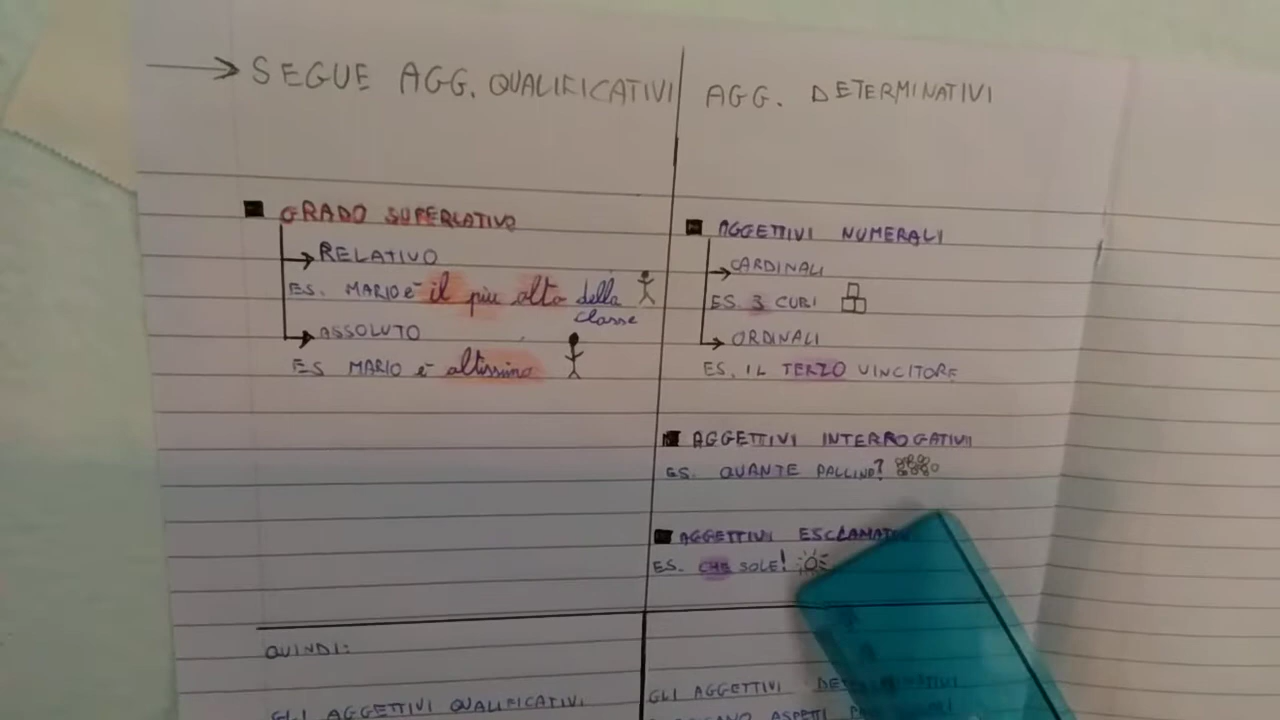 → SEGUE AGG. QUALIFICATIVI
■ GRADO SUPERLATIVO
→ RELATIVO
ES. MARIO è il più alto della
classe
→ ASSOLUTO
ES MARIO è altissimo
QUINDI:
GLI AGGETTIVI QUALIFICATIVI
AGG. DETERMINATIVI
■ AGGETTIVI NUMERALI
→ CARDINALI
ES. 3 CUBI
→ ORDINALI
ES. IL TERZO VINCITORE
■ AGGETTIVI INTERROGATIVI
ES. QUANTE PALLINE?
■ AGGETTIVI
ES. CHE SOLE!
GLI AGGETTIVI
ASPETTI